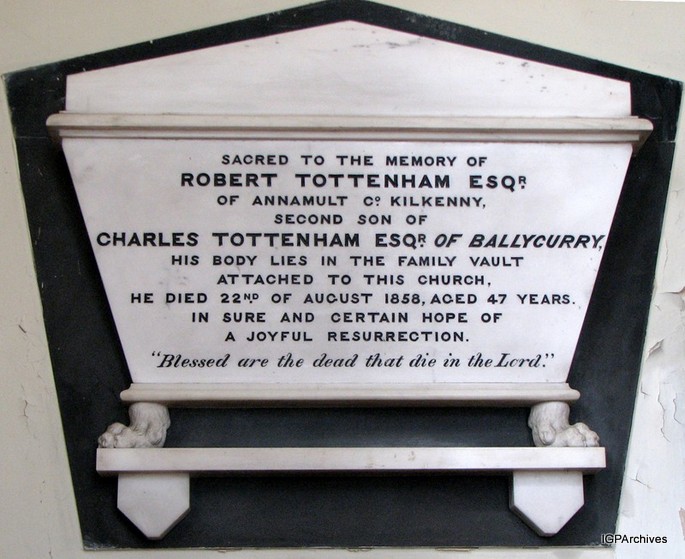 SACRED TO THE MEMORY OF
ROBERT TOTTENHAM ESQR
OF ANNAMULT Co KILKENNY,
SECOND SON OF
CHARLES TOTTENHAM ESQR OF BALLYCURRY,
HIS BODY LIES IN THE FAMILY VAULT
ATTACHED TO THIS CHURCH,
HE DIED 22ND OF AUGUST 1858, AGED 47 YEARS.
IN SURE AND CERTAIN HOPE OF
A JOYFUL RESURRECTION.
"Blessed are the dead that die in the Lord."
IGPArchives